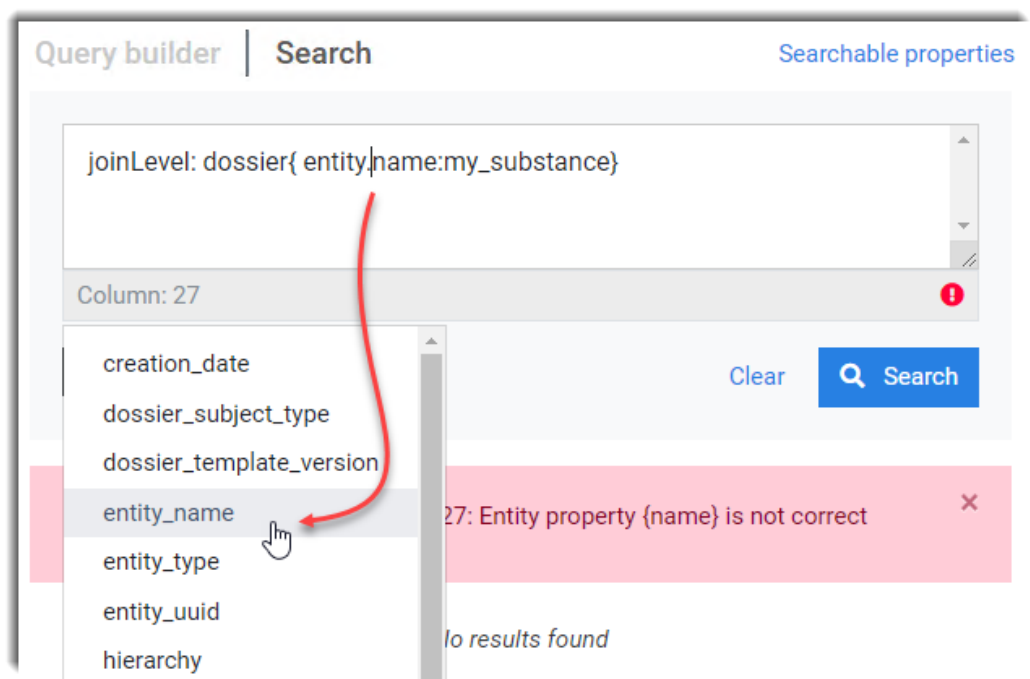 Query builder | Search
Searchable properties
joinLevel: dossier{ entity.name:my_substance}
Column: 27
creation_date
dossier_subject_type
dossier_template_version
entity_name
entity_type
entity_uuid
hierarchy
Clear
Search
27: Entity property {name} is not correct
results found